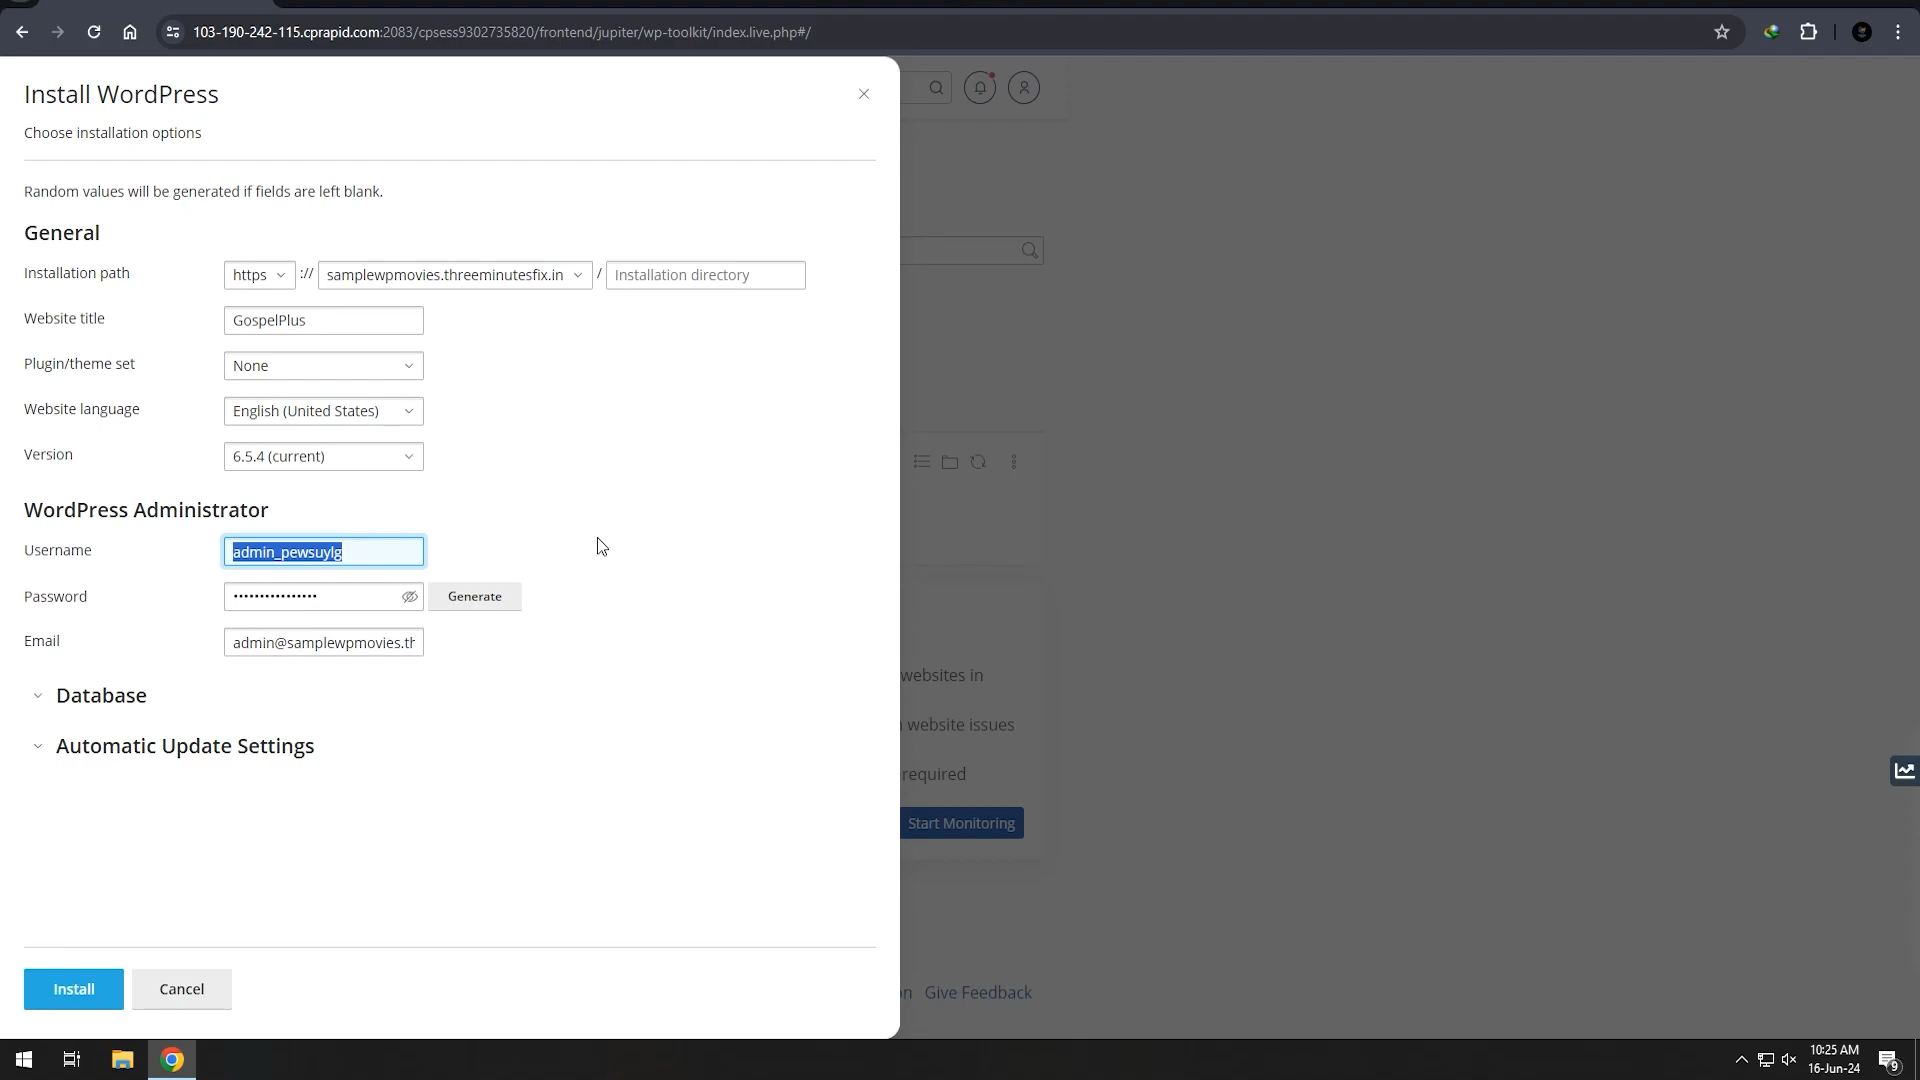 103-190-242-115.cprapid.com:2083/cpsess9302735820/frontend/jupiter/wp-toolkit/index.live.php#/
Install WordPress
Choose installation options
Random values will be generated if fields are left blank.
General
Installation path
https
://
samplewpmovies.threeminutesfix.in
/
Installation directory
Website title
GospelPlus
Plugin/theme set
None
Website language
English (United States)
Version
6.5.4 (current)
WordPress Administrator
Username
admin_pewsuylg
Password
••••••••••••••••
Generate
Email
admin@samplewpmovies.th
Database
Automatic Update Settings
websites in
website issues
required
Start Monitoring
Install
Cancel
on
Give Feedback
10:25 AM
16-Jun-24
9